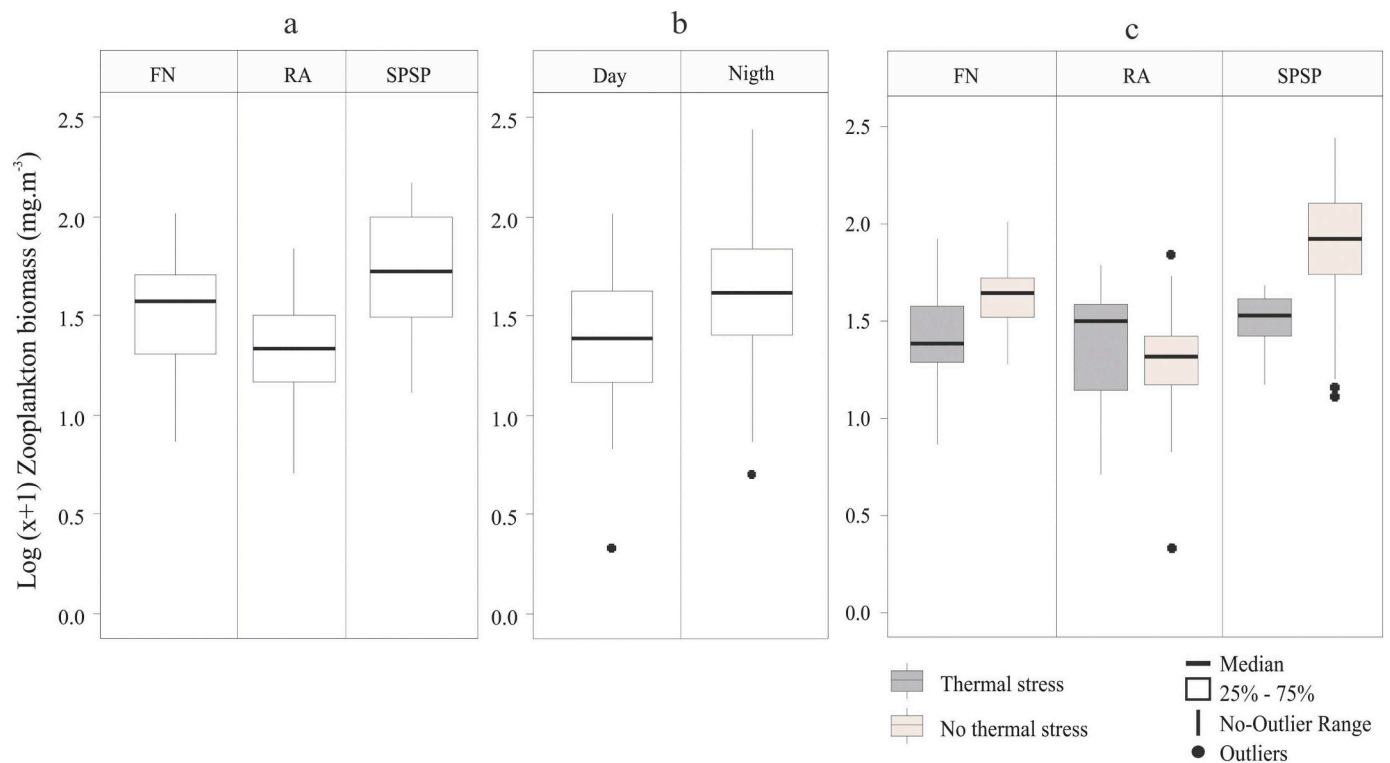 a
b
c
FN
RA
SPSP
Day
Nigth
FN
RA
SPSP
Log (x+1) Zooplankton biomass (mg.m-3)
2.5
2.0
1.5
1.0
0.5
0.0
2.5
2.0
1.5
1.0
0.5
0.0
2.5
2.0
1.5
1.0
0.5
0.0
Thermal stress
No thermal stress
Median
25% - 75%
No-Outlier Range
Outliers